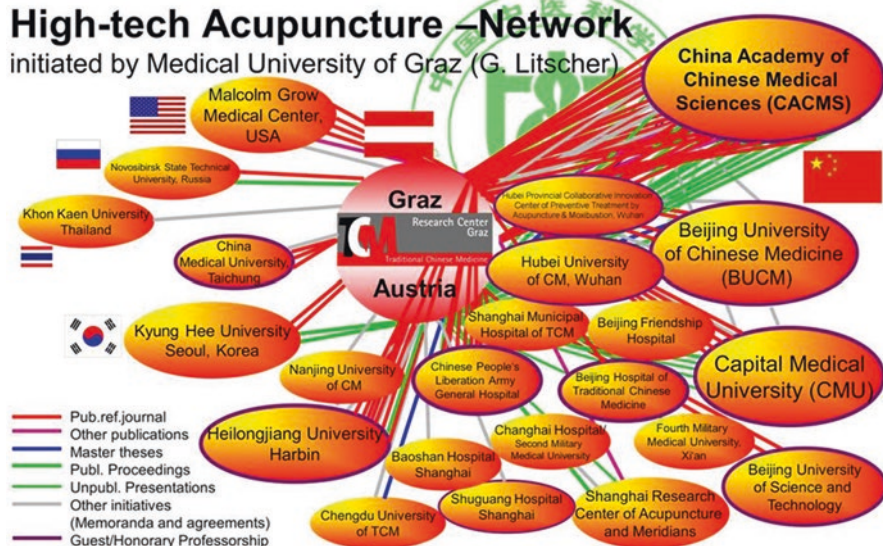 High-tech Acupuncture –Network
initiated by Medical University of Graz (G. Litscher)
中国中医科学
China Academy of
Chinese Medical
Sciences (CACMS)
Malcolm Grow
Medical Center,
USA
Novosibirsk State Technical
University, Russia
Khon Kaen University
Thailand
China
Medical University,
Taichung
Graz
TCM
Research Center
Graz
Traditional Chinese Medicine
Austria
Hubei Provincial Collaborative Innovation
Center of Preventive Treatment by
Acupuncture & Moxibustion, Wuhan
Hubei University
of CM, Wuhan
Beijing University
of Chinese Medicine
(BUCM)
Kyung Hee University
Seoul, Korea
Shanghai Municipal
Hospital of TCM
Beijing Friendship
Hospital
Capital Medical
University (CMU)
Nanjing University
of CM
Chinese People's
Liberation Army
General Hospital
Beijing Hospital of
Traditional Chinese
Medicine
Heilongjiang University
Harbin
Baoshan Hospital
Shanghai
Changhai Hospital/
Second Military
Medical University
Fourth Military
Medical University,
Xi'an
Beijing University
of Science and
Technology
Chengdu University
of TCM
Shuguang Hospital
Shanghai
Shanghai Research
Center of Acupuncture
and Meridians
Pub.ref.journal
Other publications
Master theses
Publ. Proceedings
Unpubl. Presentations
Other initiatives
(Memoranda and agreements)
Guest/Honorary Professorship